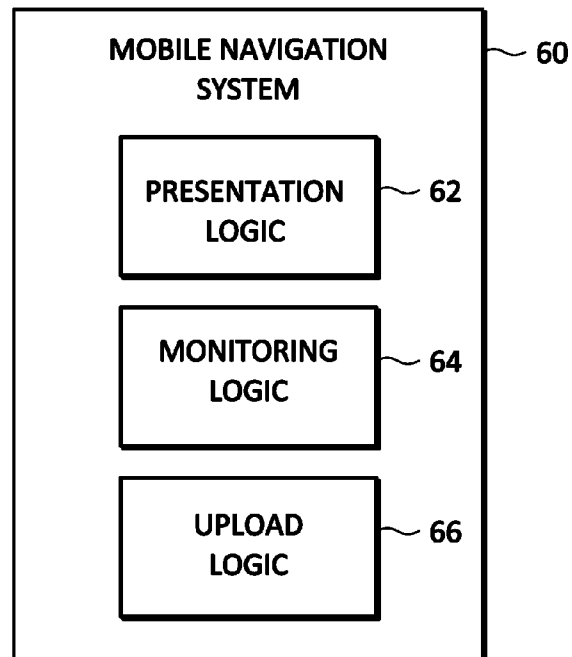 MOBILE NAVIGATION
SYSTEM
60
PRESENTATION
LOGIC
62
MONITORING
LOGIC
64
UPLOAD
LOGIC
66